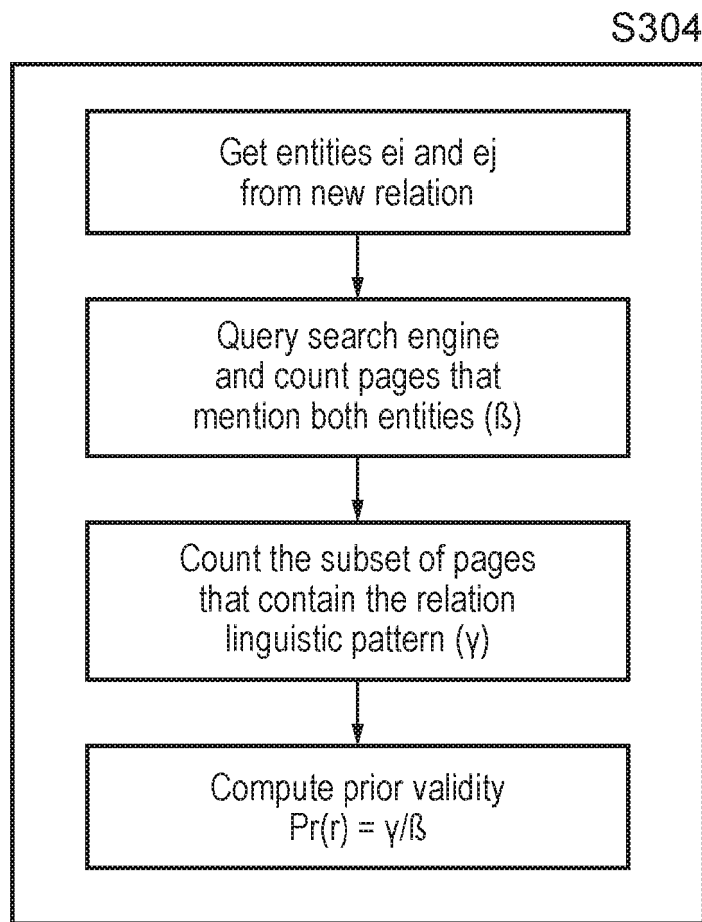 S304
Get entities ei and ej
from new relation
Query search engine
and count pages that
mention both entities (ß)
Count the subset of pages
that contain the relation
linguistic pattern (γ)
Compute prior validity
Pr(r) = γ/ß